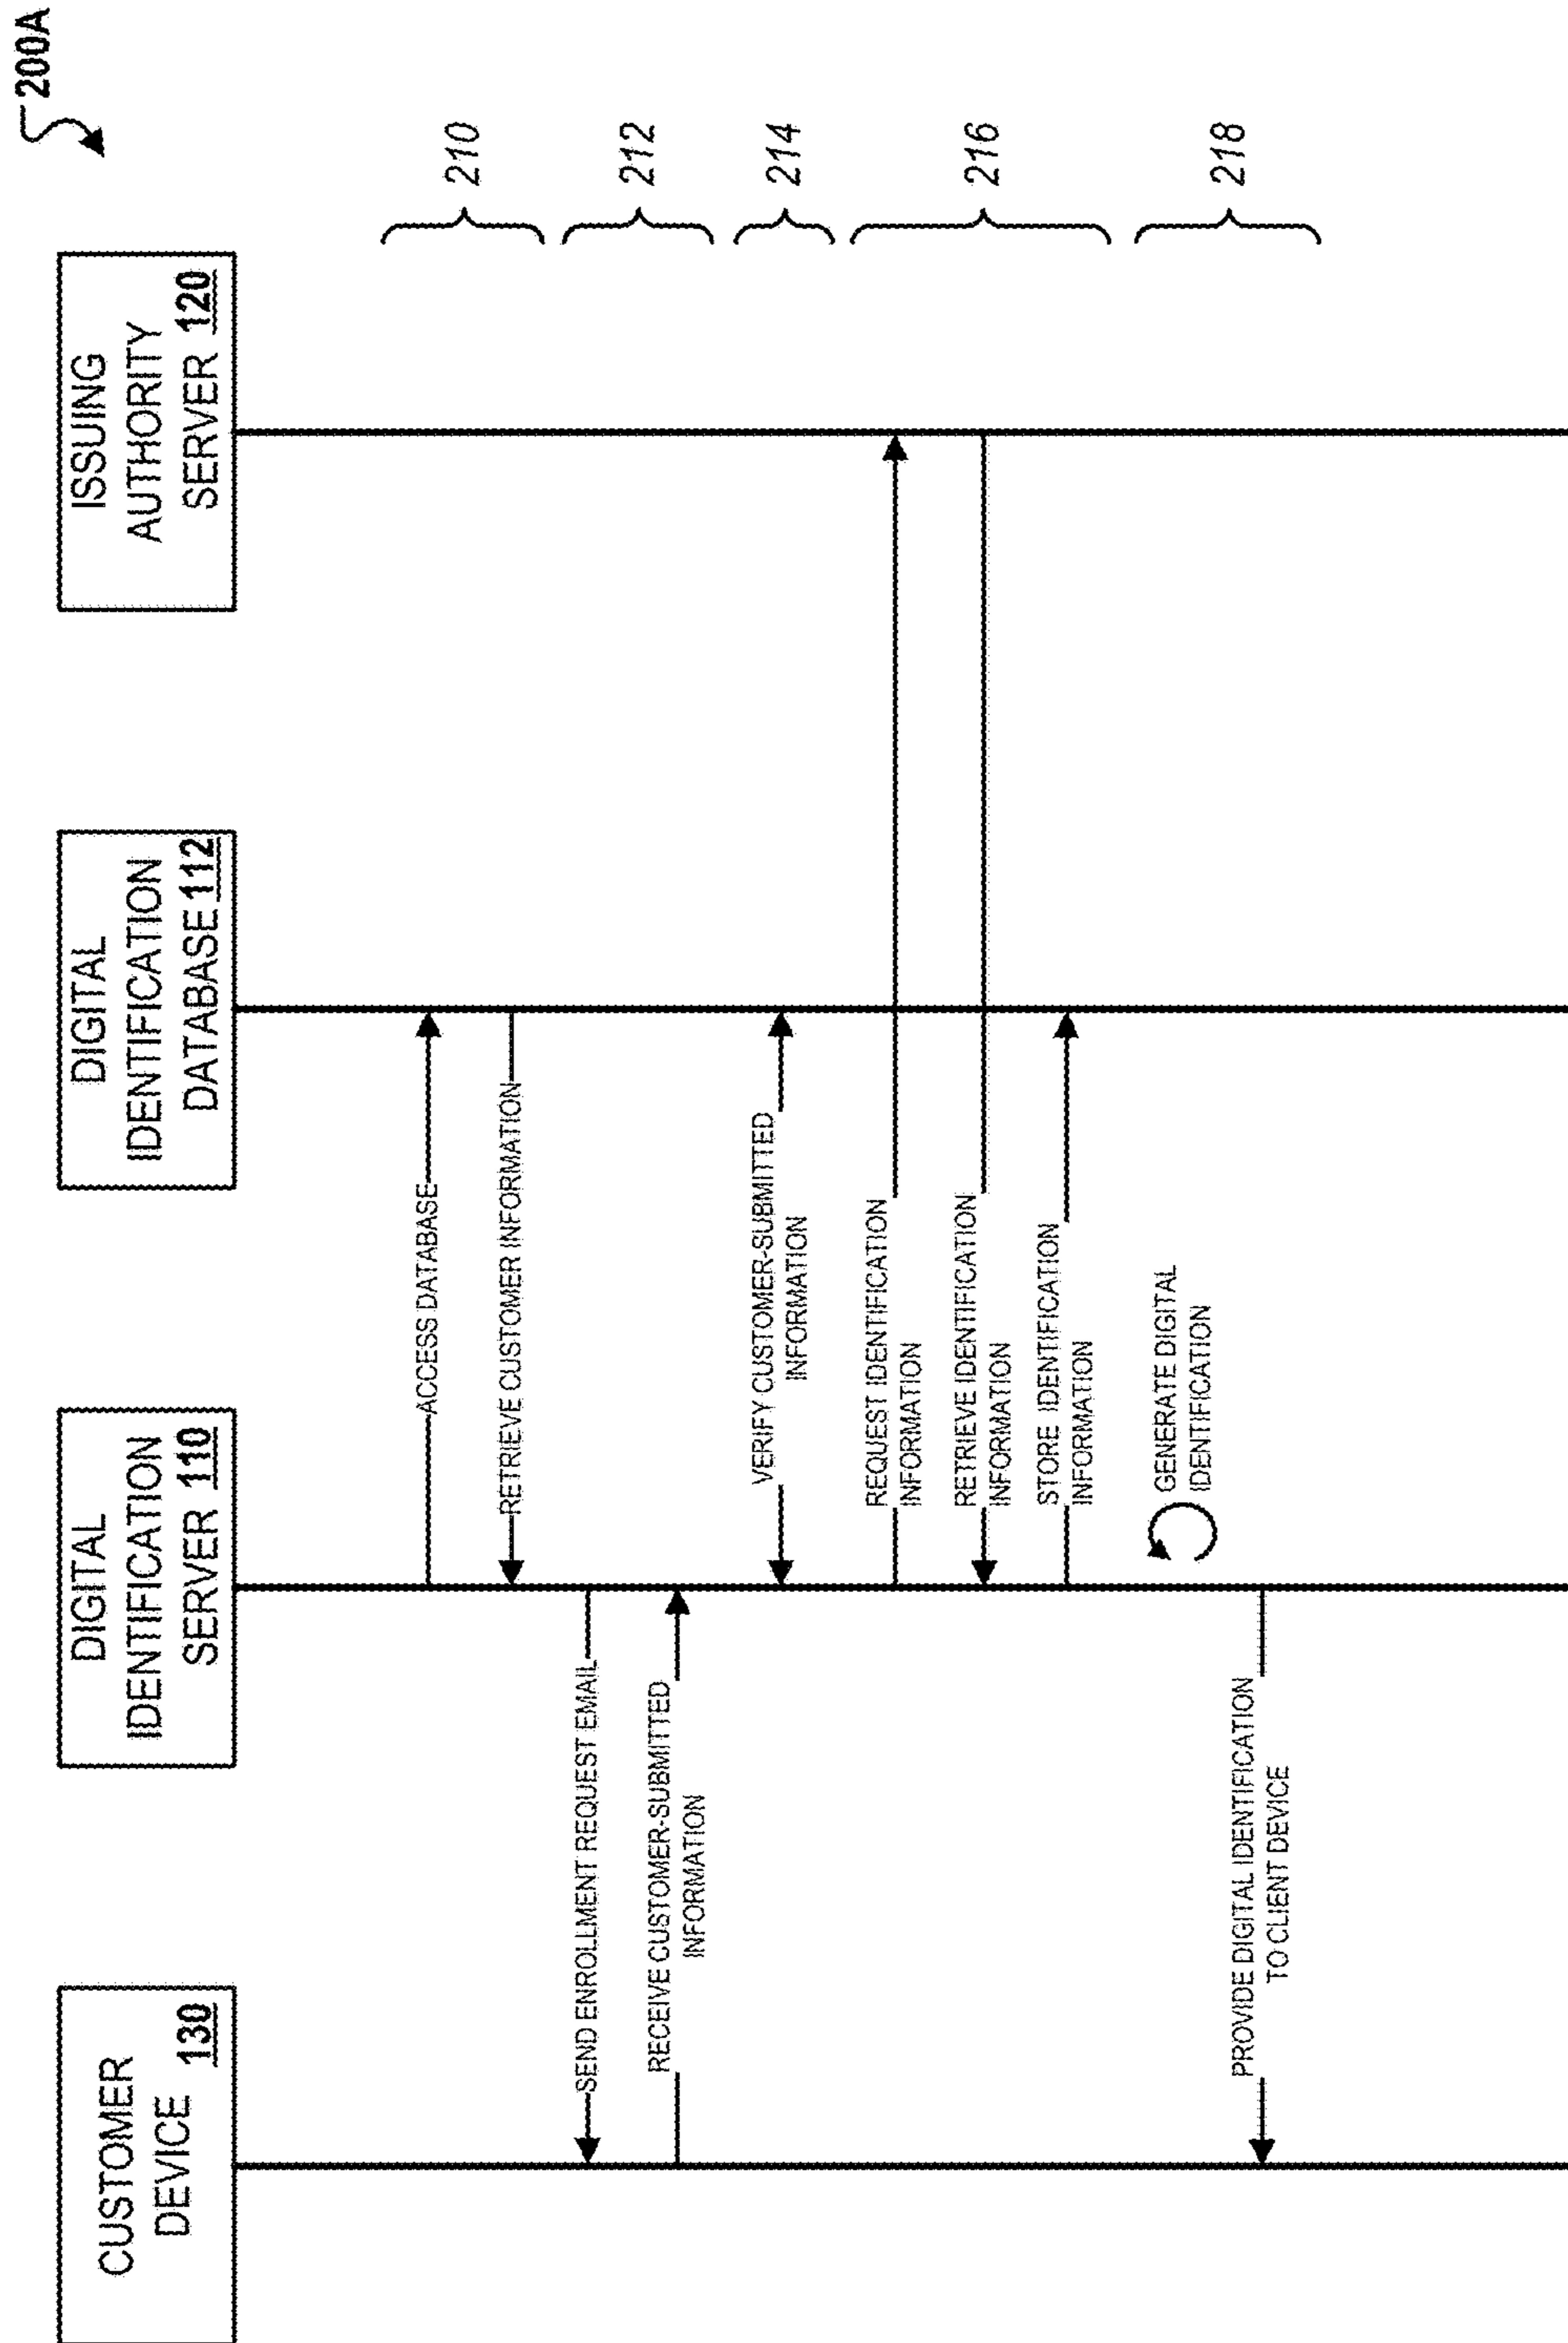 200A
CUSTOMER
DEVICE 130
DIGITAL
IDENTIFICATION
SERVER 110
DIGITAL
IDENTIFICATION
DATABASE 112
ISSUING
AUTHORITY
SERVER 120
ACCESS DATABASE
RETRIEVE CUSTOMER INFORMATION
210
SEND ENROLLMENT REQUEST EMAIL
RECEIVE CUSTOMER-SUBMITTED
INFORMATION
212
VERIFY CUSTOMER-SUBMITTED
INFORMATION
214
REQUEST IDENTIFICATION
INFORMATION
RETRIEVE IDENTIFICATION
INFORMATION
STORE IDENTIFICATION
INFORMATION
216
GENERATE DIGITAL
IDENTIFICATION
PROVIDE DIGITAL IDENTIFICATION
TO CLIENT DEVICE
218